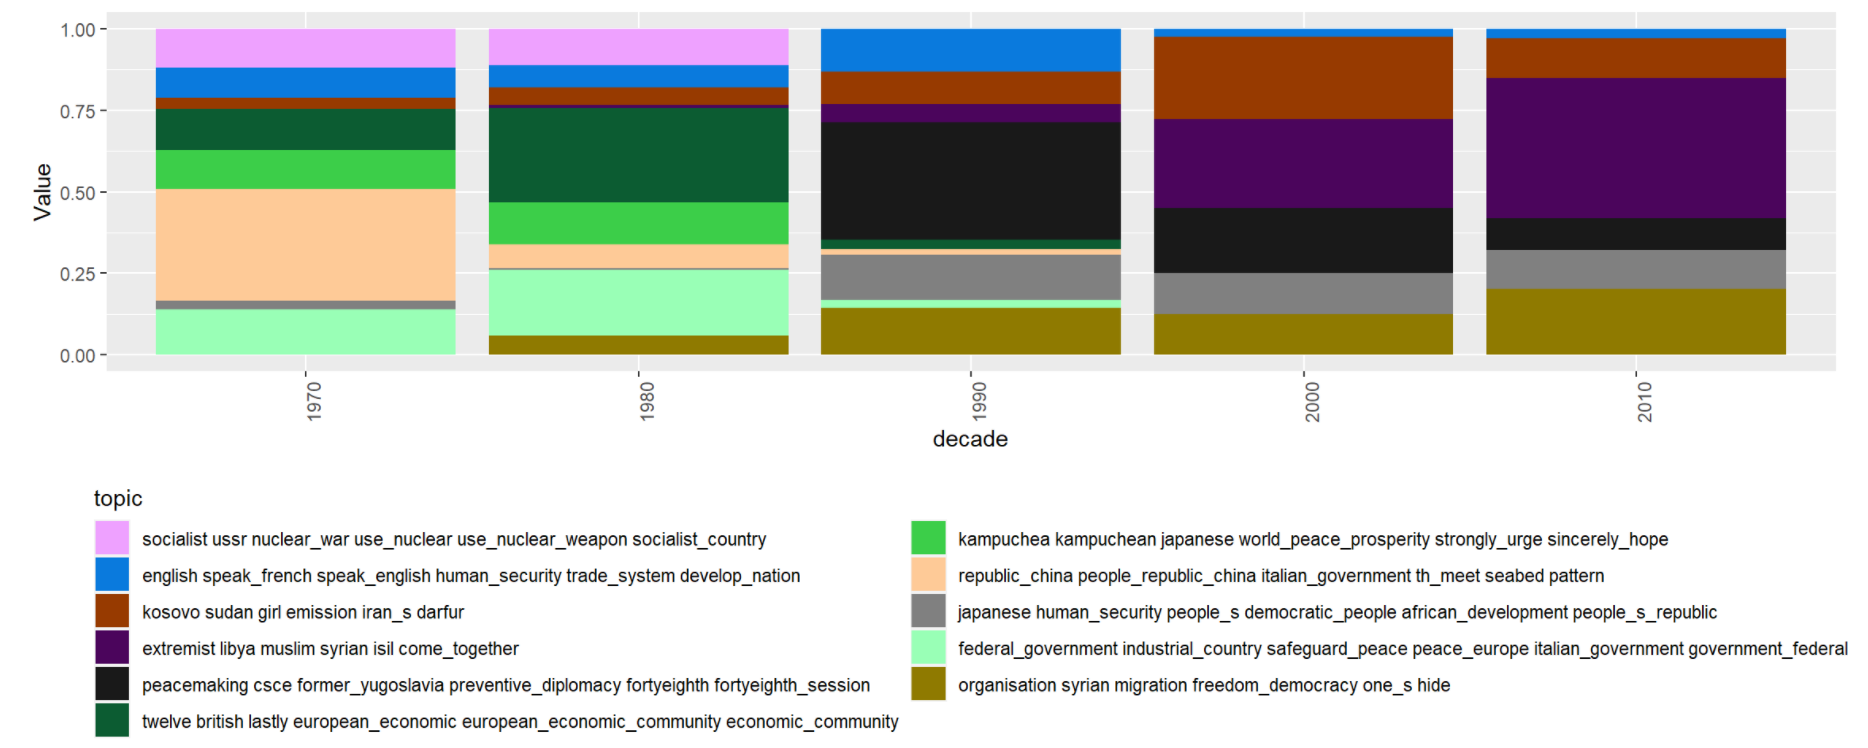 1.00
0.75
0.50
0.25
0.00
Value
1970
1980
1990
2000
2010
decade
topic
socialist ussr nuclear_war use_nuclear use_nuclear_weapon socialist_country
english speak_french speak_english human_security trade_system develop_nation
kosovo sudan girl emission iran_s darfur
extremist libya muslim syrian isil come_together
peacemaking csce former_yugoslavia preventive_diplomacy fortyeighth fortyeighth_session
twelve british lastly european_economic european_economic_community economic_community
kampuchea kampuchean japanese world_peace_prosperity strongly_urge sincerely_hope
republic_china people_republic_china italian_government th_meet seabed pattern
japanese human_security people_s democratic_people african_development people_s_republic
federal_government industrial_country safeguard_peace peace_europe italian_government government_federal
organisation syrian migration freedom_democracy one_s hide